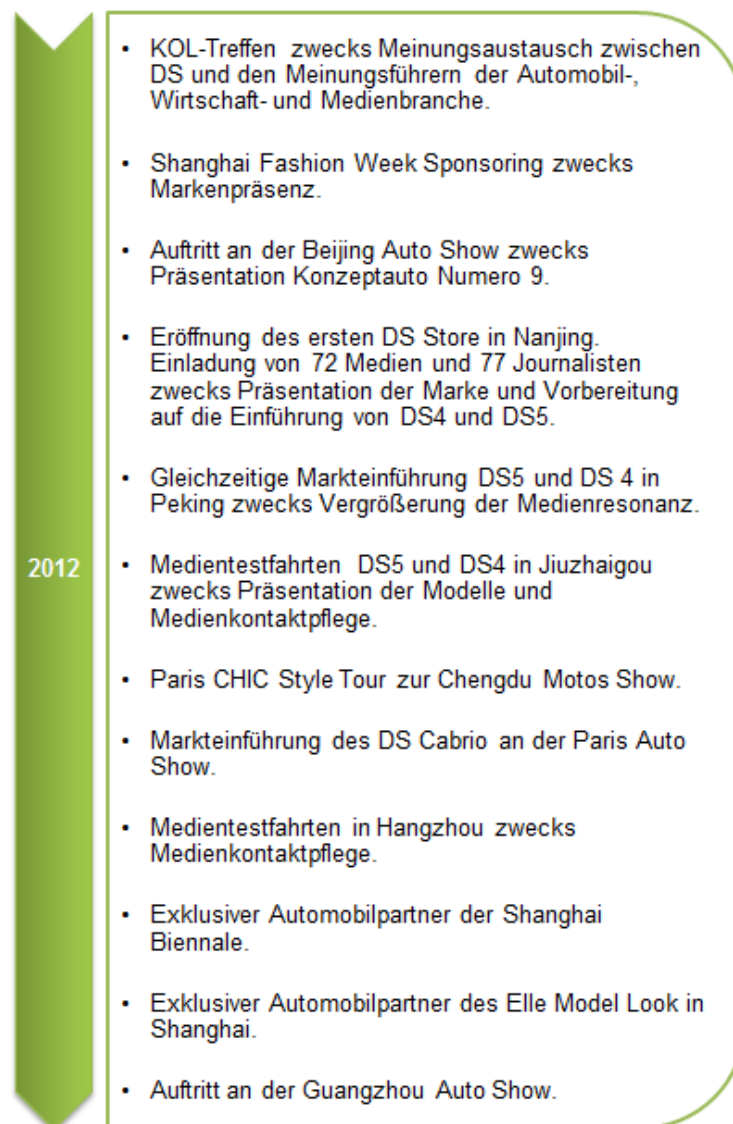 • KOL-Treffen zwecks Meinungsaustausch zwischen
DS und den Meinungsführern der Automobil-,
Wirtschaft- und Medienbranche.
• Shanghai Fashion Week Sponsoring zwecks
Markenpräsenz.
• Auftritt an der Beijing Auto Show zwecks
Präsentation Konzeptauto Numero 9.
• Eröffnung des ersten DS Store in Nanjing.
Einladung von 72 Medien und 77 Journalisten
zwecks Präsentation der Marke und Vorbereitung
auf die Einführung von DS4 und DS5.
• Gleichzeitige Markteinführung DS5 und DS 4 in
Peking zwecks Vergrößerung der Medienresonanz.
2012
• Medientestfahrten DS5 und DS4 in Jiuzhaigou
zwecks Präsentation der Modelle und
Medienkontaktpflege.
• Paris CHIC Style Tour zur Chengdu Motos Show.
• Markteinführung des DS Cabrio an der Paris Auto
Show.
• Medientestfahrten in Hangzhou zwecks
Medienkontaktpflege.
• Exklusiver Automobilpartner der Shanghai
Biennale.
• Exklusiver Automobilpartner des Elle Model Look in
Shanghai.
• Auftritt an der Guangzhou Auto Show.